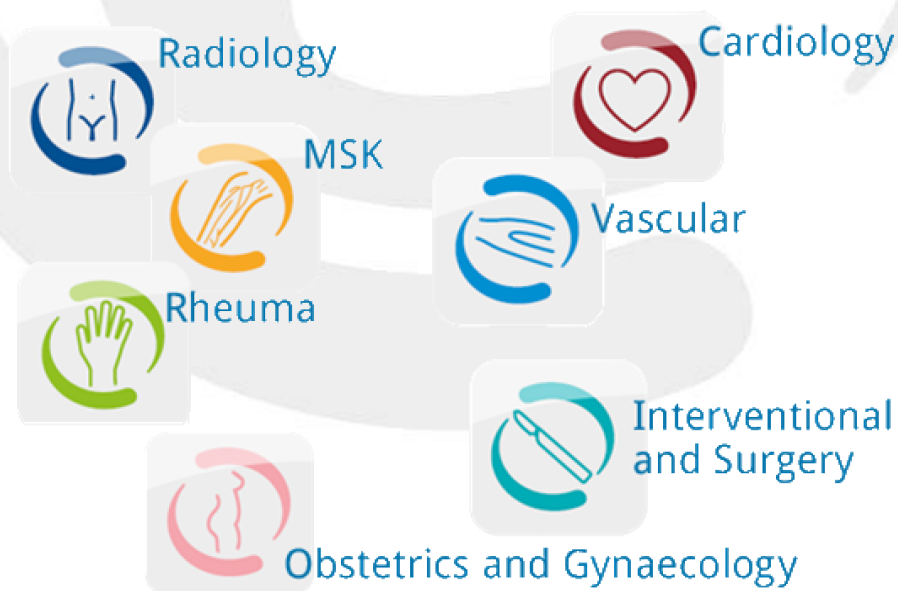 Radiology
Cardiology
MSK
Vascular
Rheuma
Interventional
and Surgery
Obstetrics and Gynaecology